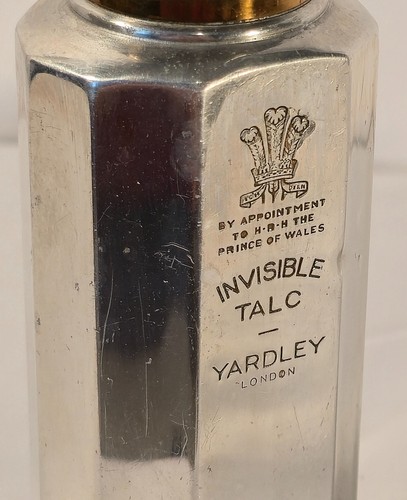 BY APPOINTMENT
TO H·R·H THE
PRINCE OF WALES
INVISIBLE
TALC
YARDLEY
LONDON